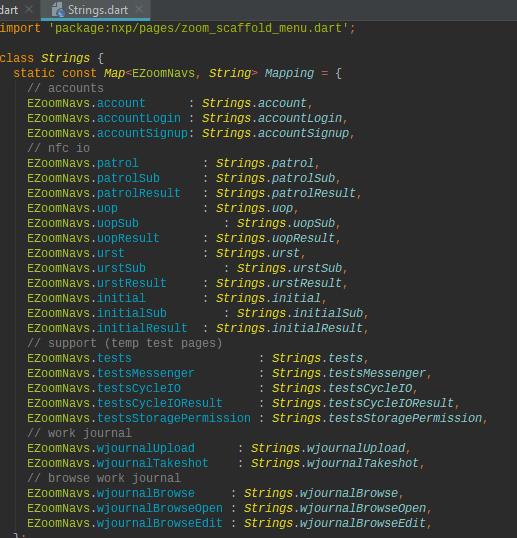 dart × Strings.dart ×
import 'package:nxp/pages/zoom_scaffold_menu.dart';
class Strings {
  static const Map<EZoomNavs, String> Mapping = {
    // accounts
    EZoomNavs.account      : Strings.account,
    EZoomNavs.accountLogin : Strings.accountLogin,
    EZoomNavs.accountSignup: Strings.accountSignup,
    // nfc io
    EZoomNavs.patrol         : Strings.patrol,
    EZoomNavs.patrolSub      : Strings.patrolSub,
    EZoomNavs.patrolResult   : Strings.patrolResult,
    EZoomNavs.uop            : Strings.uop,
    EZoomNavs.uopSub            : Strings.uopSub,
    EZoomNavs.uopResult      : Strings.uopResult,
    EZoomNavs.urst           : Strings.urst,
    EZoomNavs.urstSub           : Strings.urstSub,
    EZoomNavs.urstResult     : Strings.urstResult,
    EZoomNavs.initial        : Strings.initial,
    EZoomNavs.initialSub        : Strings.initialSub,
    EZoomNavs.initialResult  : Strings.initialResult,
    // support (temp test pages)
    EZoomNavs.tests                  : Strings.tests,
    EZoomNavs.testsMessenger         : Strings.testsMessenger,
    EZoomNavs.testsCycleIO           : Strings.testsCycleIO,
    EZoomNavs.testsCycleIOResult     : Strings.testsCycleIOResult,
    EZoomNavs.testsStoragePermission : Strings.testsStoragePermission,
    // work journal
    EZoomNavs.wjournalUpload      : Strings.wjournalUpload,
    EZoomNavs.wjournalTakeshot    : Strings.wjournalTakeshot,
    // browse work journal
    EZoomNavs.wjournalBrowse     : Strings.wjournalBrowse,
    EZoomNavs.wjournalBrowseOpen : Strings.wjournalBrowseOpen,
    EZoomNavs.wjournalBrowseEdit : Strings.wjournalBrowseEdit,
  };